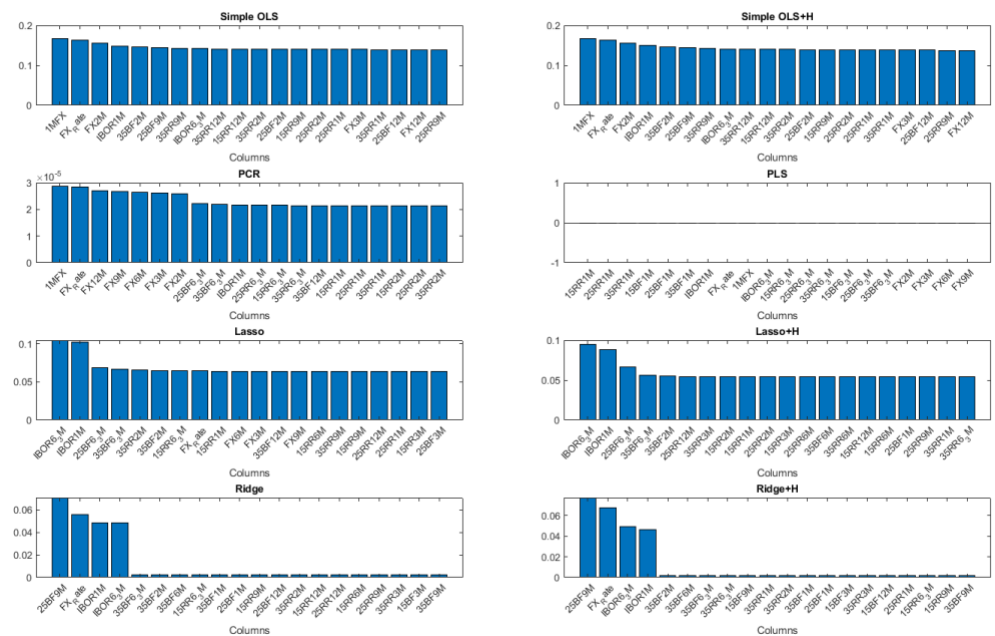 Simple OLS
0.2
0.1
0
1MFX FX_Rate FX2M IBOR1M 35BF2M 25BF9M 35RR9M IBOR6_3M 35RR12M 15RR12M 35RR2M 25BF2M 15RR9M 25RR2M 25RR1M FX3M 35RR1M 25BF12M FX12M 25RR9M
Columns
Simple OLS+H
0.2
0.1
0
1MFX FX_Rate FX2M IBOR1M 35BF2M 25BF9M 35RR9M IBOR6_3M 35RR12M 15RR12M 35RR2M 25BF2M 15RR9M 25RR2M 25RR1M 35RR1M FX3M 25BF12M 25RR9M FX12M
Columns
PCR
×10-5
3
2
1
0
1MFX FX_Rate FX12M FX9M FX6M FX3M FX2M 25BF6_3M 35BF6_3M IBOR1M 25RR6_3M 15RR6_3M 35RR6_3M 35BF12M 15RR1M 25RR1M 35RR1M 15RR2M 25RR2M 35RR2M
Columns
PLS
1
0
-1
15RR1M 25RR1M 35RR1M 15BF1M 25BF1M 35BF1M IBOR1M FX_Rate 1MFX IBOR6_3M 15RR6_3M 25RR6_3M 35RR6_3M 15BF6_3M 25BF6_3M 35BF6_3M FX2M FX3M FX6M FX9M
Columns
Lasso
0.1
0.05
0
IBOR6_3M IBOR1M 25BF6_3M 35BF6_3M 35RR2M 35BF2M 15RR6_3M FX_Rate 15RR1M FX6M FX3M 35BF12M FX9M 15RR6M 35RR9M 15RR9M 25RR12M 25RR1M 15RR3M 25BF3M
Columns
Lasso+H
0.1
0.05
0
IBOR6_3M IBOR1M 25BF6_3M 35BF6_3M 35BF2M 25RR12M 25RR3M 15RR2M 15RR1M 25RR2M 15RR3M 25RR6M 35BF6M 35RR6M 15RR12M 15RR6M 25BF1M 25RR9M 35RR1M 35RR6_3M
Columns
Ridge
0.06
0.04
0.02
0
25BF9M FX_Rate IBOR1M IBOR6_3M 35BF6_3M 35BF2M 35BF6M 15RR6_3M 35BF1M 25BF1M 15RR9M 25BF12M 35RR2M 25RR12M 15RR6M 25RR9M 35RR3M 15BF3M 35BF9M
Columns
Ridge+H
0.06
0.04
0.02
0
25BF9M FX_Rate IBOR6_3M IBOR1M 35BF2M 35BF6M 35BF6_3M 35RR6_3M 15BF9M 35RR1M 35RR2M 35BF1M 25BF1M 25BF3M 35RR3M 15BF12M 25RR1M 15RR6_3M 15RR9M 35BF9M
Columns